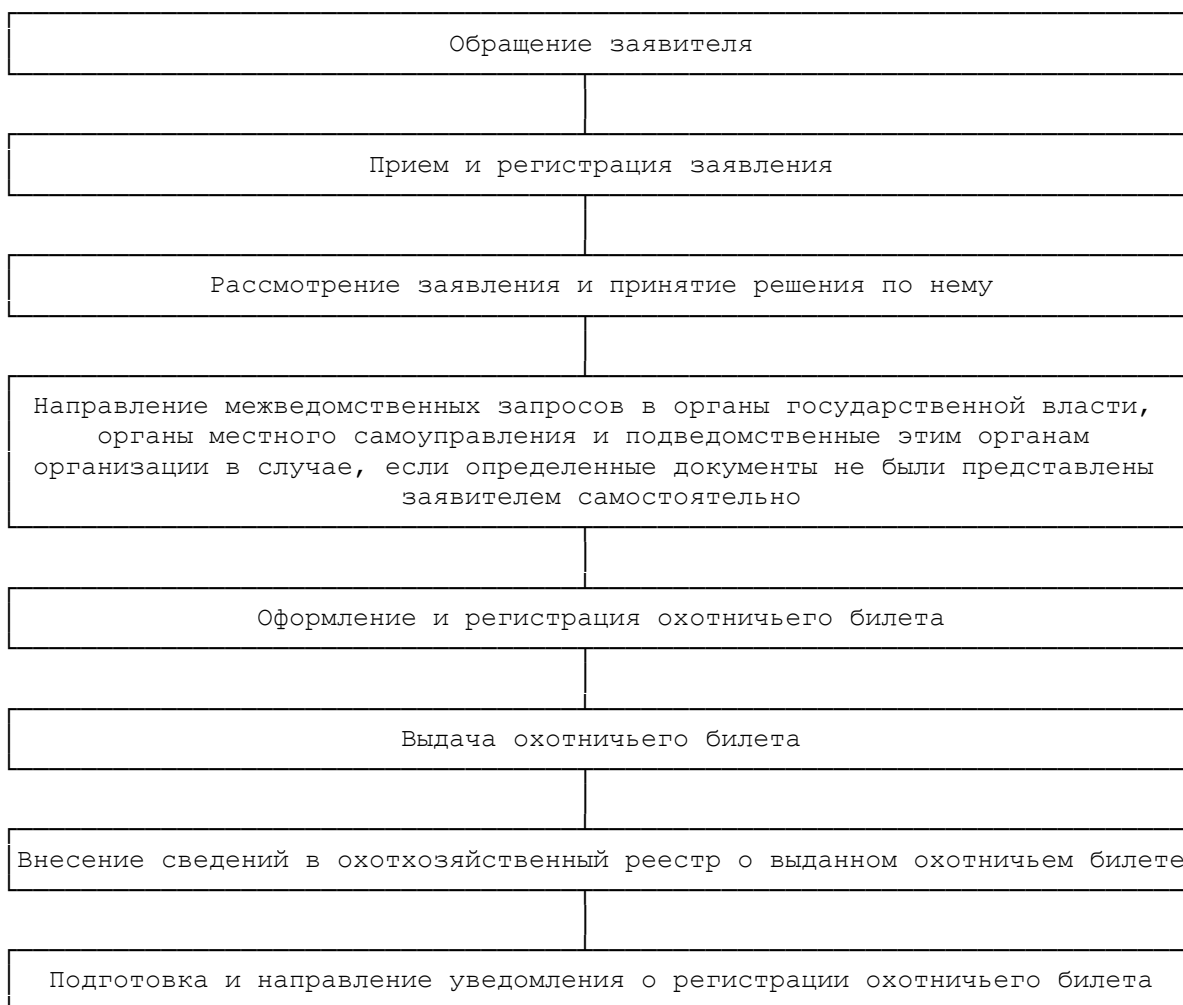 Обращение заявителя
Прием и регистрация заявления
Рассмотрение заявления и принятие решения по нему
Направление межведомственных запросов в органы государственной власти,
органы местного самоуправления и подведомственные этим органам
организации в случае, если определенные документы не были представлены
заявителем самостоятельно
Оформление и регистрация охотничьего билета
Выдача охотничьего билета
Внесение сведений в охотхозяйственный реестр о выданном охотничьем билете
Подготовка и направление уведомления о регистрации охотничьего билета